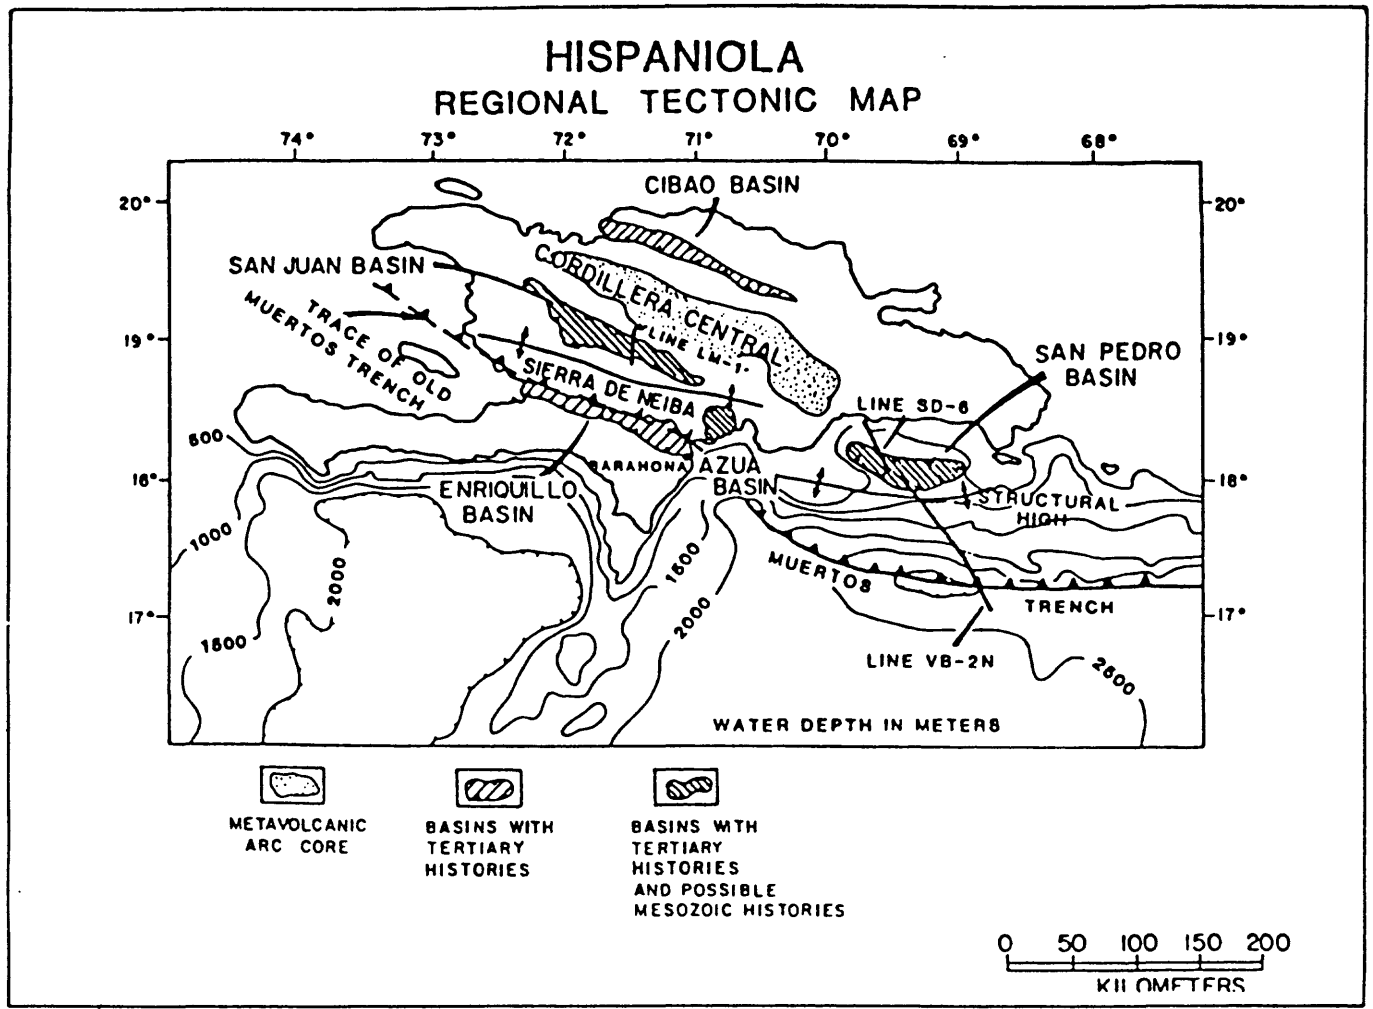 HISPANIOLA
REGIONAL TECTONIC MAP
74° 73° 72° 71° 70° 69° 68°
CIBAO BASIN
20° 20°
SAN JUAN BASIN
CORDILLERA CENTRAL
TRACE OF OLD
MUERTOS TRENCH
19° 19°
LINE LM-1
SAN PEDRO
BASIN
SIERRA DE NEIBA
LINE SD-6
500
BARAHONA
AZUA
BASIN
18° 18°
ENRIQUILLO
BASIN
STRUCTURAL
HIGH
1000
1500
2000
MUERTOS
TRENCH
2000
17° 17°
1500
LINE VB-2N
2500
WATER DEPTH IN METERS
METAVOLCANIC
ARC CORE
BASINS WITH
TERTIARY
HISTORIES
BASINS WITH
TERTIARY
HISTORIES
AND POSSIBLE
MESOZOIC HISTORIES
0 50 100 150 200
KILOMETERS